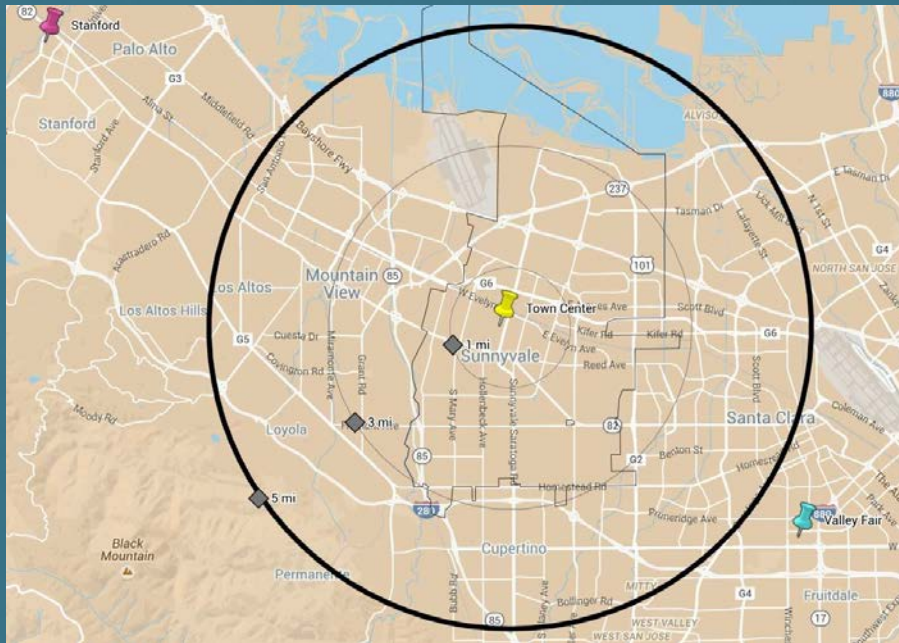 82
Stanford
Palo Alto
G3
Middlefield Rd
Alma St
Stanford
Stanford Ave
Bayshore Fwy
San Antonio
880
ALVISO
237
E Tasman Dr
Tasman Dr
Lafayette St
N 1st St
G4
NORTH SAN JOSE
Zanker
101
Arastradero Rd
Mountain View
85
Los Altos
Los Altos Hills
G6
W Evelyn
Town Center
Kifer Rd
Kifer Rd
Scott Blvd
G6
E Evelyn Ave
Reed Ave
1 mi
Sunnyvale
Cuesta Dr
G5
Covington Rd
Miramonte Ave
Grant Rd
S Mary Ave
Hollenbeck Ave
Sunnyvale Saratoga Rd
Scott Blvd
Coleman Ave
Santa Clara
Moody Rd
Loyola
3 mi
82
85
G2
Benton St
Homestead Rd
Homestead Rd
The Al
Park Ave
5 mi
280
Pruneridge Ave
880
Valley Fair
Black Mountain
Cupertino
Permanente
Bubb Rd
Bollinger Rd
MITTY
G4
Fruitdale
17
85
WEST VALLEY
WEST SAN JOSE